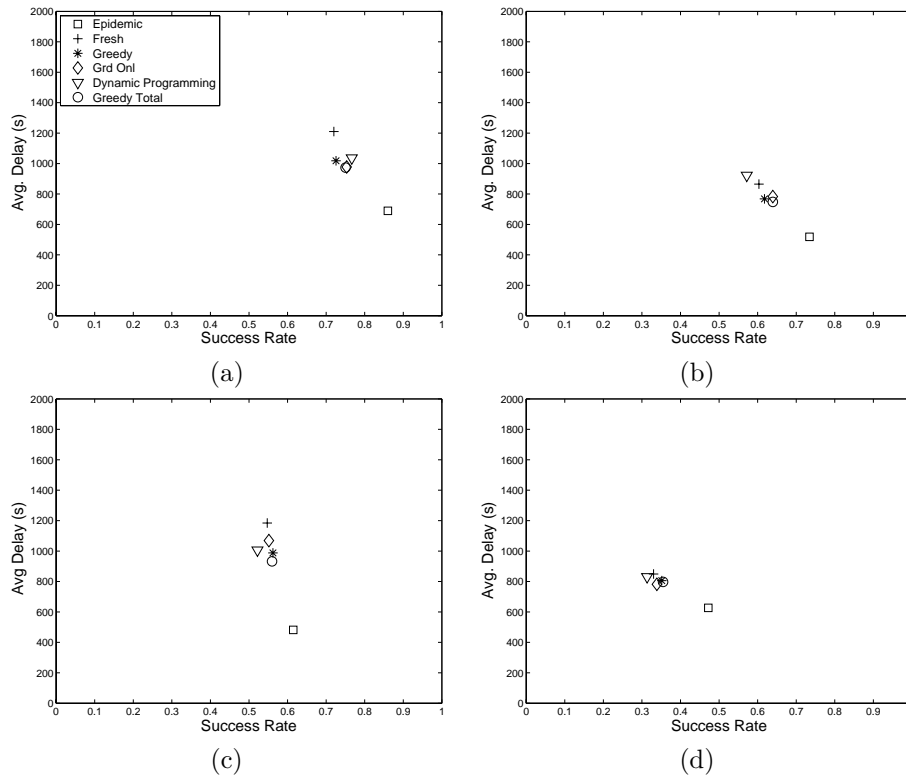 2000
1800
1600
1400
1200
1000
800
600
400
200
0
Avg. Delay (s)
Epidemic
Fresh
Greedy
Grd Onl
Dynamic Programming
Greedy Total
0 0.1 0.2 0.3 0.4 0.5 0.6 0.7 0.8 0.9 1
Success Rate
(a)
2000
1800
1600
1400
1200
1000
800
600
400
200
0
Avg. Delay (s)
0 0.1 0.2 0.3 0.4 0.5 0.6 0.7 0.8 0.9
Success Rate
(b)
2000
1800
1600
1400
1200
1000
800
600
400
200
0
Avg Delay (s)
0 0.1 0.2 0.3 0.4 0.5 0.6 0.7 0.8 0.9 1
Success Rate
(c)
2000
1800
1600
1400
1200
1000
800
600
400
200
0
Avg. Delay (s)
0 0.1 0.2 0.3 0.4 0.5 0.6 0.7 0.8 0.9
Success Rate
(d)